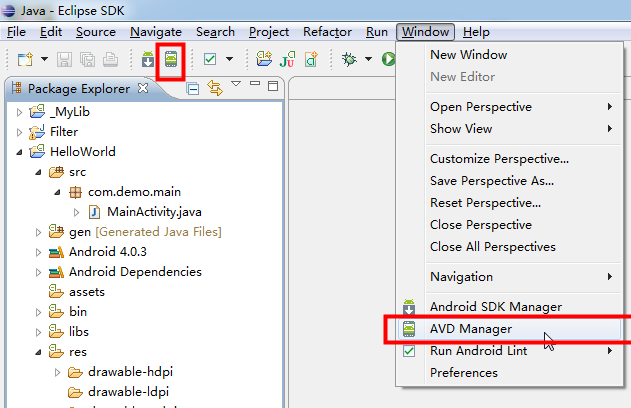 Java - Eclipse SDK
File Edit Source Navigate Search Project Refactor Run Window Help
Package Explorer
_MyLib
Filter
HelloWorld
src
com.demo.main
MainActivity.java
gen [Generated Java Files]
Android 4.0.3
Android Dependencies
assets
bin
libs
res
drawable-hdpi
drawable-ldpi
New Window
New Editor
Open Perspective
Show View
Customize Perspective...
Save Perspective As...
Reset Perspective...
Close Perspective
Close All Perspectives
Navigation
Android SDK Manager
AVD Manager
Run Android Lint
Preferences